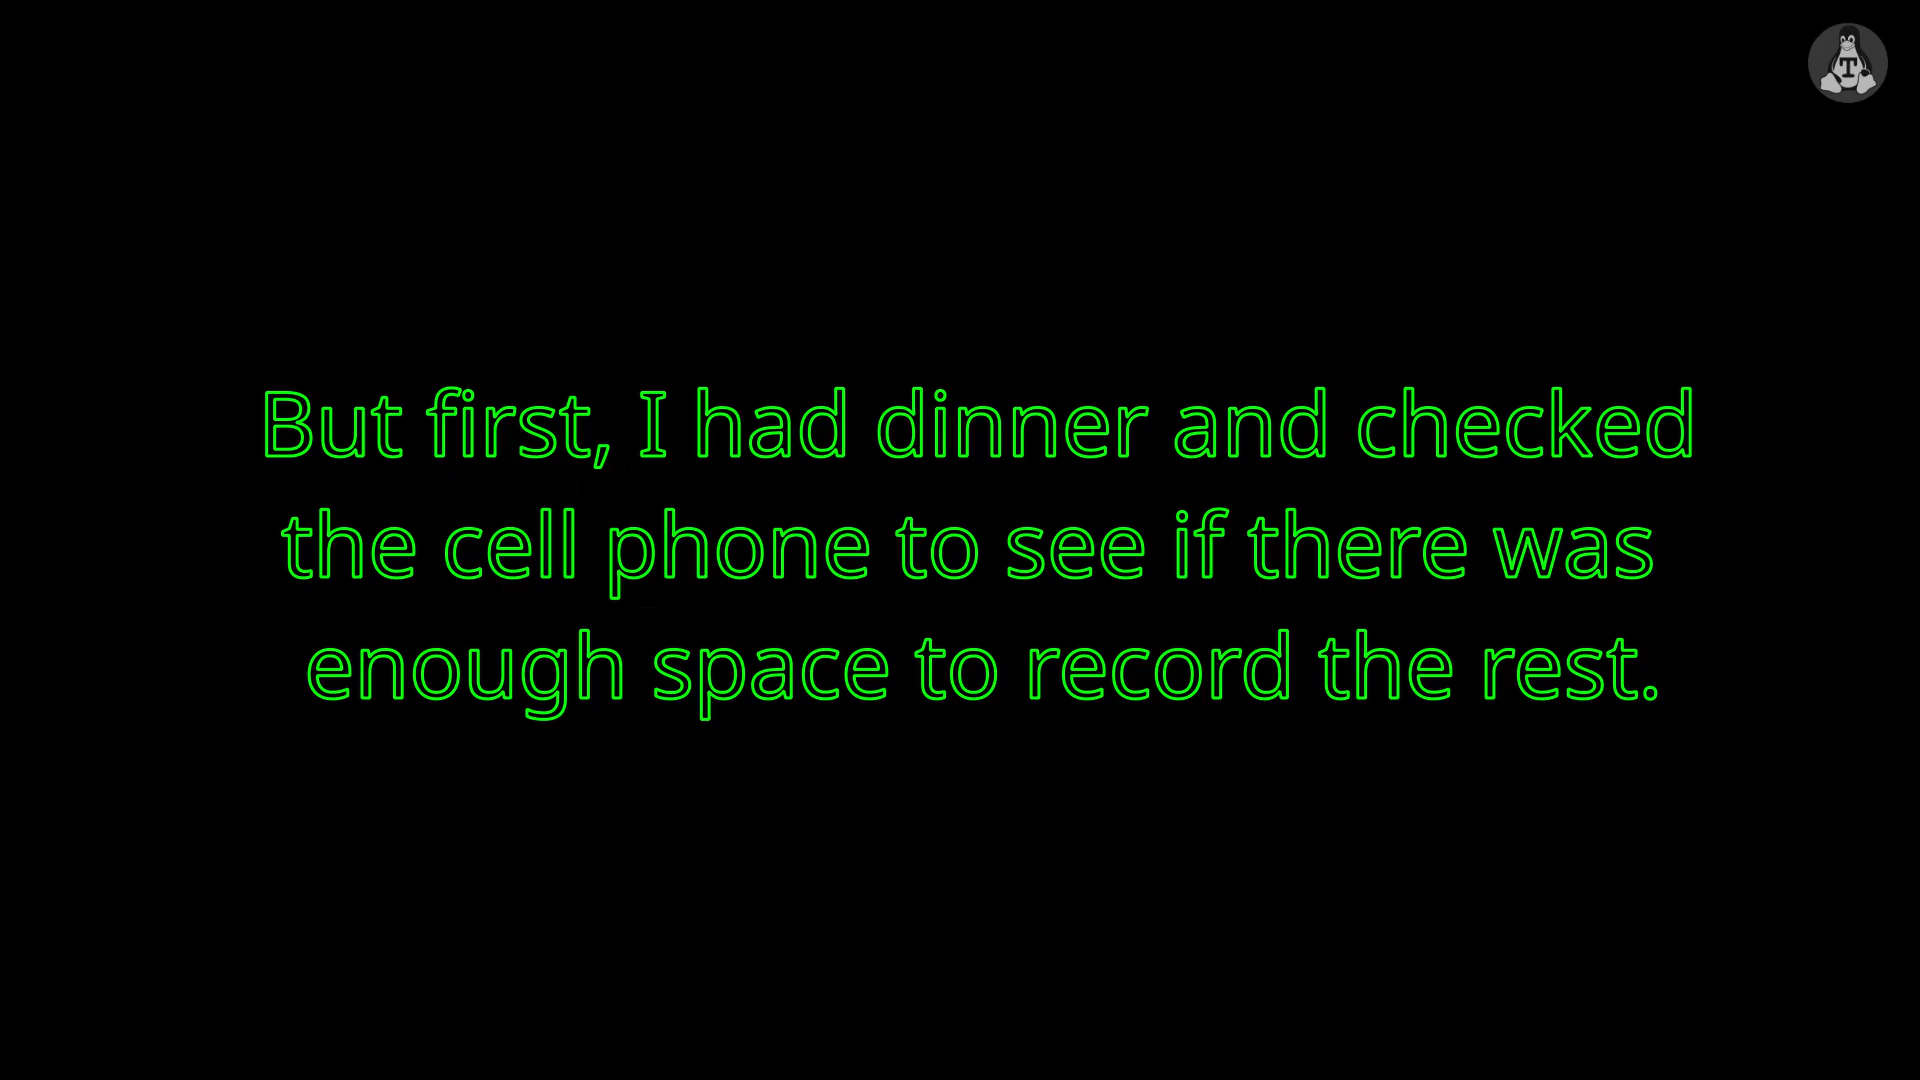 T
But first, I had dinner and checked
the cell phone to see if there was
enough space to record the rest.